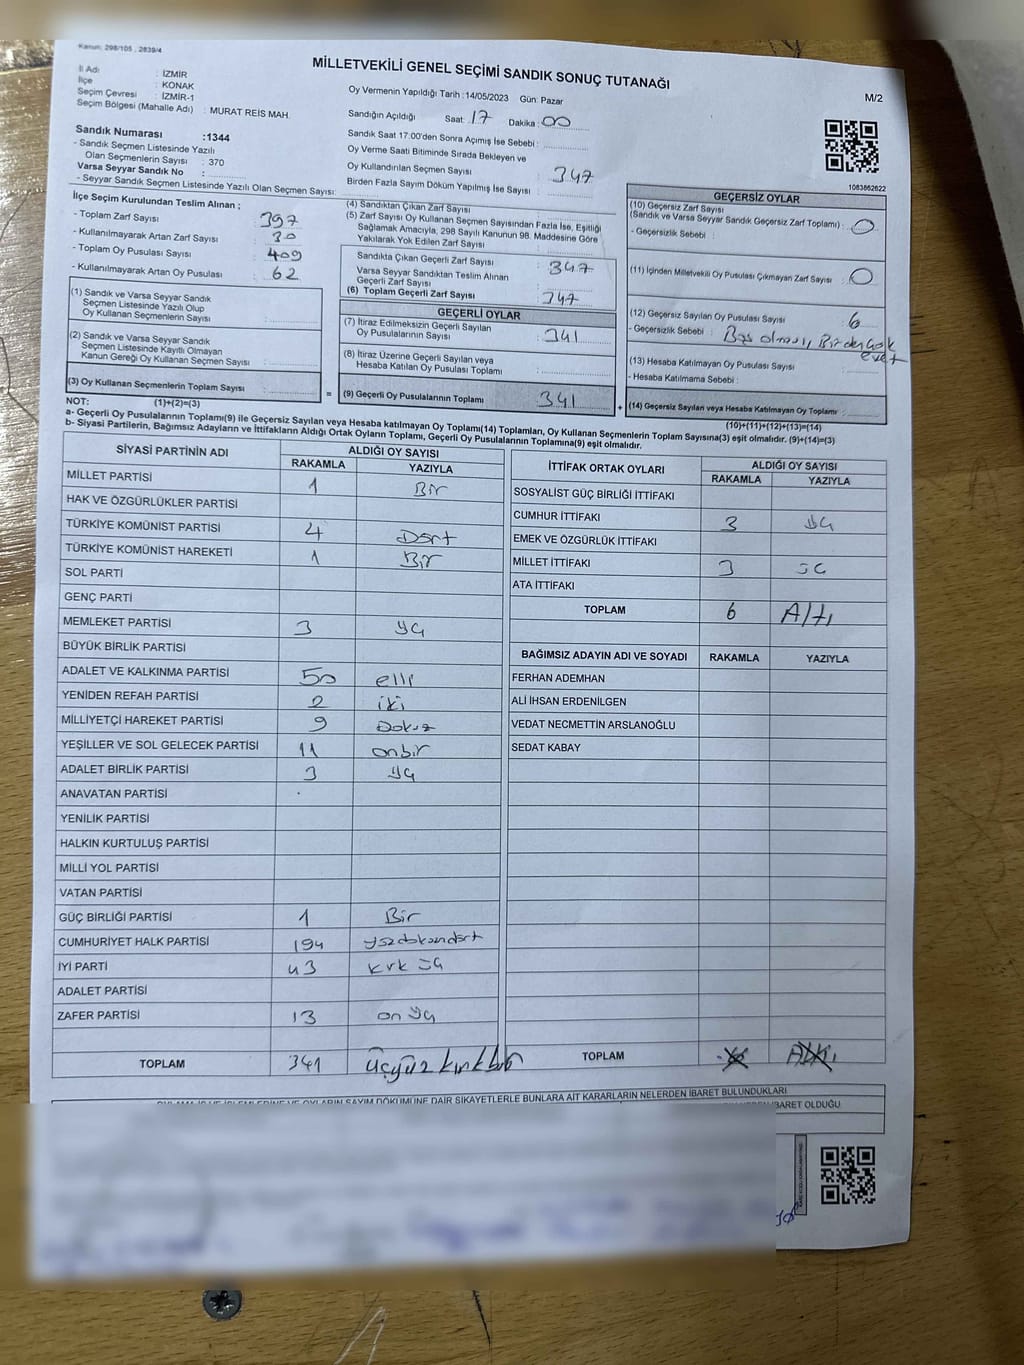 Kanun: 298/105 , 2839/4
MİLLETVEKİLİ GENEL SEÇİMİ SANDIK SONUÇ TUTANAĞI
M/2
İl Adı : İZMİR
İlçe : KONAK
Seçim Çevresi : İZMİR-1
Seçim Bölgesi (Mahalle Adı) : MURAT REİS MAH.
Sandık Numarası :1344
- Sandık Seçmen Listesinde Yazılı
Olan Seçmenlerin Sayısı : 370
Varsa Seyyar Sandık No :
- Seyyar Sandık Seçmen Listesinde Yazılı Olan Seçmen Sayısı:
Oy Vermenin Yapıldığı Tarih :14/05/2023 Gün: Pazar
Sandığın Açıldığı Saat: 17 Dakika: 00
Sandık Saat 17:00'den Sonra Açımış İse Sebebi :
Oy Verme Saati Bitiminde Sırada Bekleyen ve
Oy Kullandırılan Seçmen Sayısı : 347
Birden Fazla Sayım Döküm Yapılmış İse Sayısı :
1083862622
İlçe Seçim Kurulundan Teslim Alınan ;
- Toplam Zarf Sayısı : 397
- Kullanılmayarak Artan Zarf Sayısı : 30
- Toplam Oy Pusulası Sayısı : 409
- Kullanılmayarak Artan Oy Pusulası : 62
(1) Sandık ve Varsa Seyyar Sandık
Seçmen Listesinde Yazılı Olup
Oy Kullanan Seçmenlerin Sayısı :
(2) Sandık ve Varsa Seyyar Sandık
Seçmen Listesinde Kayıtlı Olmayan
Kanun Gereği Oy Kullanan Seçmen Sayısı :
(3) Oy Kullanan Seçmenlerin Toplam Sayısı :
(4) Sandıktan Çıkan Zarf Sayısı :
(5) Zarf Sayısı Oy Kullanan Seçmen Sayısından Fazla İse, Eşitliği
Sağlamak Amacıyla, 298 Sayılı Kanunun 98. Maddesine Göre
Yakılarak Yok Edilen Zarf Sayısı :
Sandıkta Çıkan Geçerli Zarf Sayısı : 347
Varsa Seyyar Sandıktan Teslim Alınan
Geçerli Zarf Sayısı :
(6) Toplam Geçerli Zarf Sayısı : 347
GEÇERLİ OYLAR
(7) İtiraz Edilmeksizin Geçerli Sayılan
Oy Pusulalarının Sayısı : 341
(8) İtiraz Üzerine Geçerli Sayılan veya
Hesaba Katılan Oy Pusulası Toplamı :
= (9) Geçerli Oy Pusulalarının Toplamı 341 +
GEÇERSİZ OYLAR
(10) Geçersiz Zarf Sayısı
(Sandık ve Varsa Seyyar Sandık Geçersiz Zarf Toplamı) : 0
- Geçersizlik Sebebi :
(11) İçinden Milletvekili Oy Pusulası Çıkmayan Zarf Sayısı : 0
(12) Geçersiz Sayılan Oy Pusulası Sayısı : 6
- Geçersizlik Sebebi : Boş olması, Birden çok
evet
(13) Hesaba Katılmayan Oy Pusulası Sayısı :
- Hesaba Katılmama Sebebi :
(14) Geçersiz Sayılan veya Hesaba Katılmayan Oy Toplamı :
NOT: (1)+(2)=(3)
(10)+(11)+(12)+(13)=(14)
a- Geçerli Oy Pusulalarının Toplamı(9) ile Geçersiz Sayılan veya Hesaba katılmayan Oy Toplamı(14) Toplamları, Oy Kullanan Seçmenlerin Toplam Sayısına(3) eşit olmalıdır. (9)+(14)=(3)
b- Siyasi Partilerin, Bağımsız Adayların ve İttifakların Aldığı Ortak Oyların Toplamı, Geçerli Oy Pusulalarının Toplamına(9) eşit olmalıdır.
SİYASİ PARTİNİN ADI ALDIĞI OY SAYISI
RAKAMLA YAZIYLA
MİLLET PARTİSİ 1 Bir
HAK VE ÖZGÜRLÜKLER PARTİSİ
TÜRKİYE KOMÜNİST PARTİSİ 4 Dört
TÜRKİYE KOMÜNİST HAREKETİ 1 Bir
SOL PARTİ
GENÇ PARTİ
MEMLEKET PARTİSİ 3 üç
BÜYÜK BİRLİK PARTİSİ
ADALET VE KALKINMA PARTİSİ 50 elli
YENİDEN REFAH PARTİSİ 2 iki
MİLLİYETÇİ HAREKET PARTİSİ 9 Dokuz
YEŞİLLER VE SOL GELECEK PARTİSİ 11 onbir
ADALET BİRLİK PARTİSİ 3 üç
ANAVATAN PARTİSİ
YENİLİK PARTİSİ
HALKIN KURTULUŞ PARTİSİ
MİLLİ YOL PARTİSİ
VATAN PARTİSİ
GÜÇ BİRLİĞİ PARTİSİ 1 Bir
CUMHURİYET HALK PARTİSİ 194 yüzdoksandört
İYİ PARTİ 43 kırk üç
ADALET PARTİSİ
ZAFER PARTİSİ 13 on üç
TOPLAM 341 üçyüz kırkbir
İTTİFAK ORTAK OYLARI ALDIĞI OY SAYISI
RAKAMLA YAZIYLA
SOSYALİST GÜÇ BİRLİĞİ İTTİFAKI
CUMHUR İTTİFAKI 3 üç
EMEK VE ÖZGÜRLÜK İTTİFAKI
MİLLET İTTİFAKI 3 üç
ATA İTTİFAKI
TOPLAM 6 Altı
BAĞIMSIZ ADAYIN ADI VE SOYADI RAKAMLA YAZIYLA
FERHAN ADEMHAN
ALİ İHSAN ERDENİLGEN
VEDAT NECMETTİN ARSLANOĞLU
SEDAT KABAY
TOPLAM 6 Altı
OYLAMA İŞ VE İŞLEMLERİNE VE OYLARIN SAYIM DÖKÜMÜNE DAİR ŞİKAYETLERLE BUNLARA AİT KARARLARIN NELERDEN İBARET BULUNDUKLARI
İBARET OLDUĞU